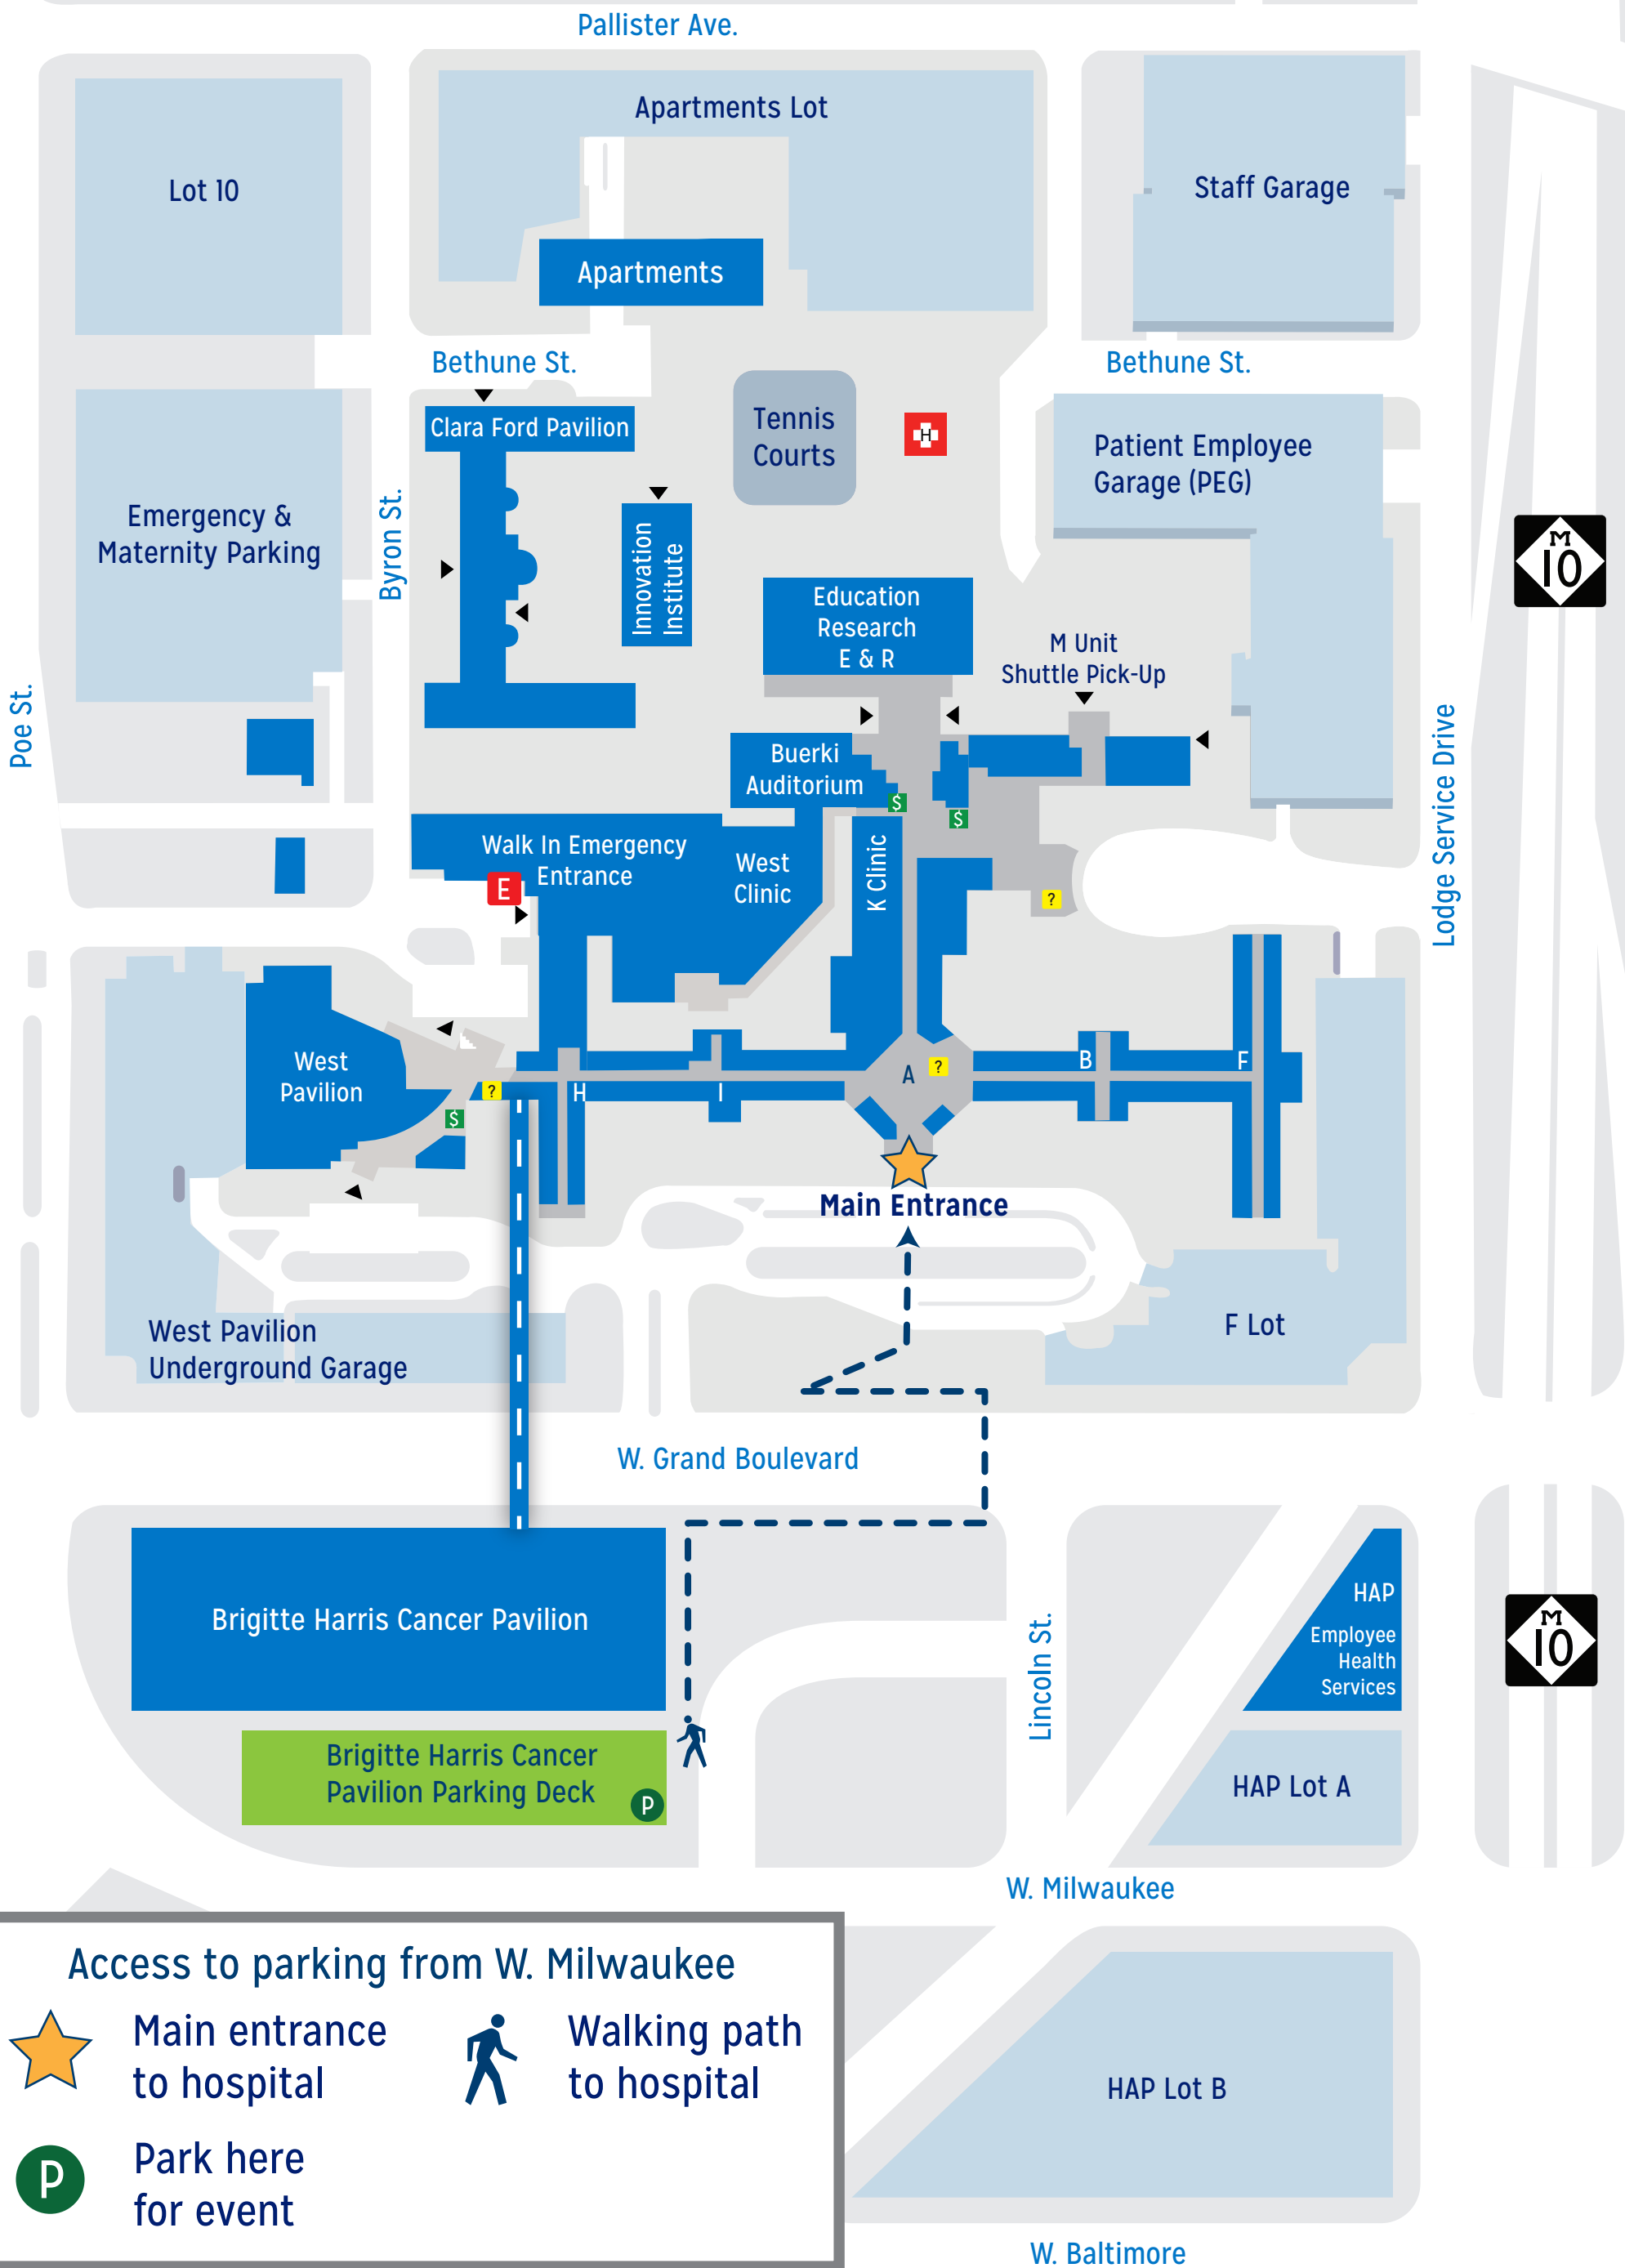 Pallister Ave.
Apartments Lot
Lot 10
Staff Garage
Apartments
Bethune St.
Bethune St.
Clara Ford Pavilion
Tennis
Courts
H
Patient Employee
Garage (PEG)
Emergency &
Maternity Parking
Byron St.
Innovation
Institute
M
10
Education
Research
E & R
M Unit
Shuttle Pick-Up
Poe St.
Lodge Service Drive
Buerki
Auditorium
$
$
Walk In Emergency
Entrance
E
West
Clinic
K Clinic
?
West
Pavilion
?
$
H
I
A
?
B
F
Main Entrance
West Pavilion
Underground Garage
F Lot
W. Grand Boulevard
Brigitte Harris Cancer Pavilion
Lincoln St.
HAP
Employee
Health
Services
M
10
Brigitte Harris Cancer
Pavilion Parking Deck
P
HAP Lot A
W. Milwaukee
Access to parking from W. Milwaukee
Main entrance
to hospital
Walking path
to hospital
P
Park here
for event
HAP Lot B
W. Baltimore